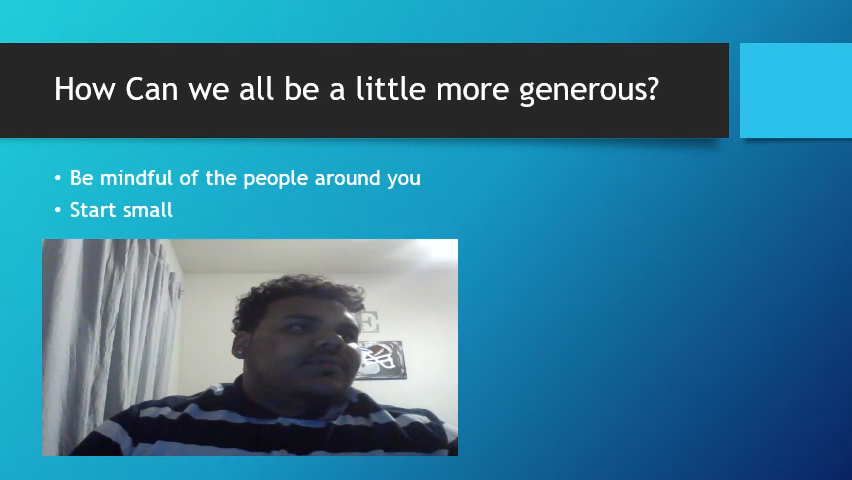 How Can we all be a little more generous?
• Be mindful of the people around you
• Start small
E